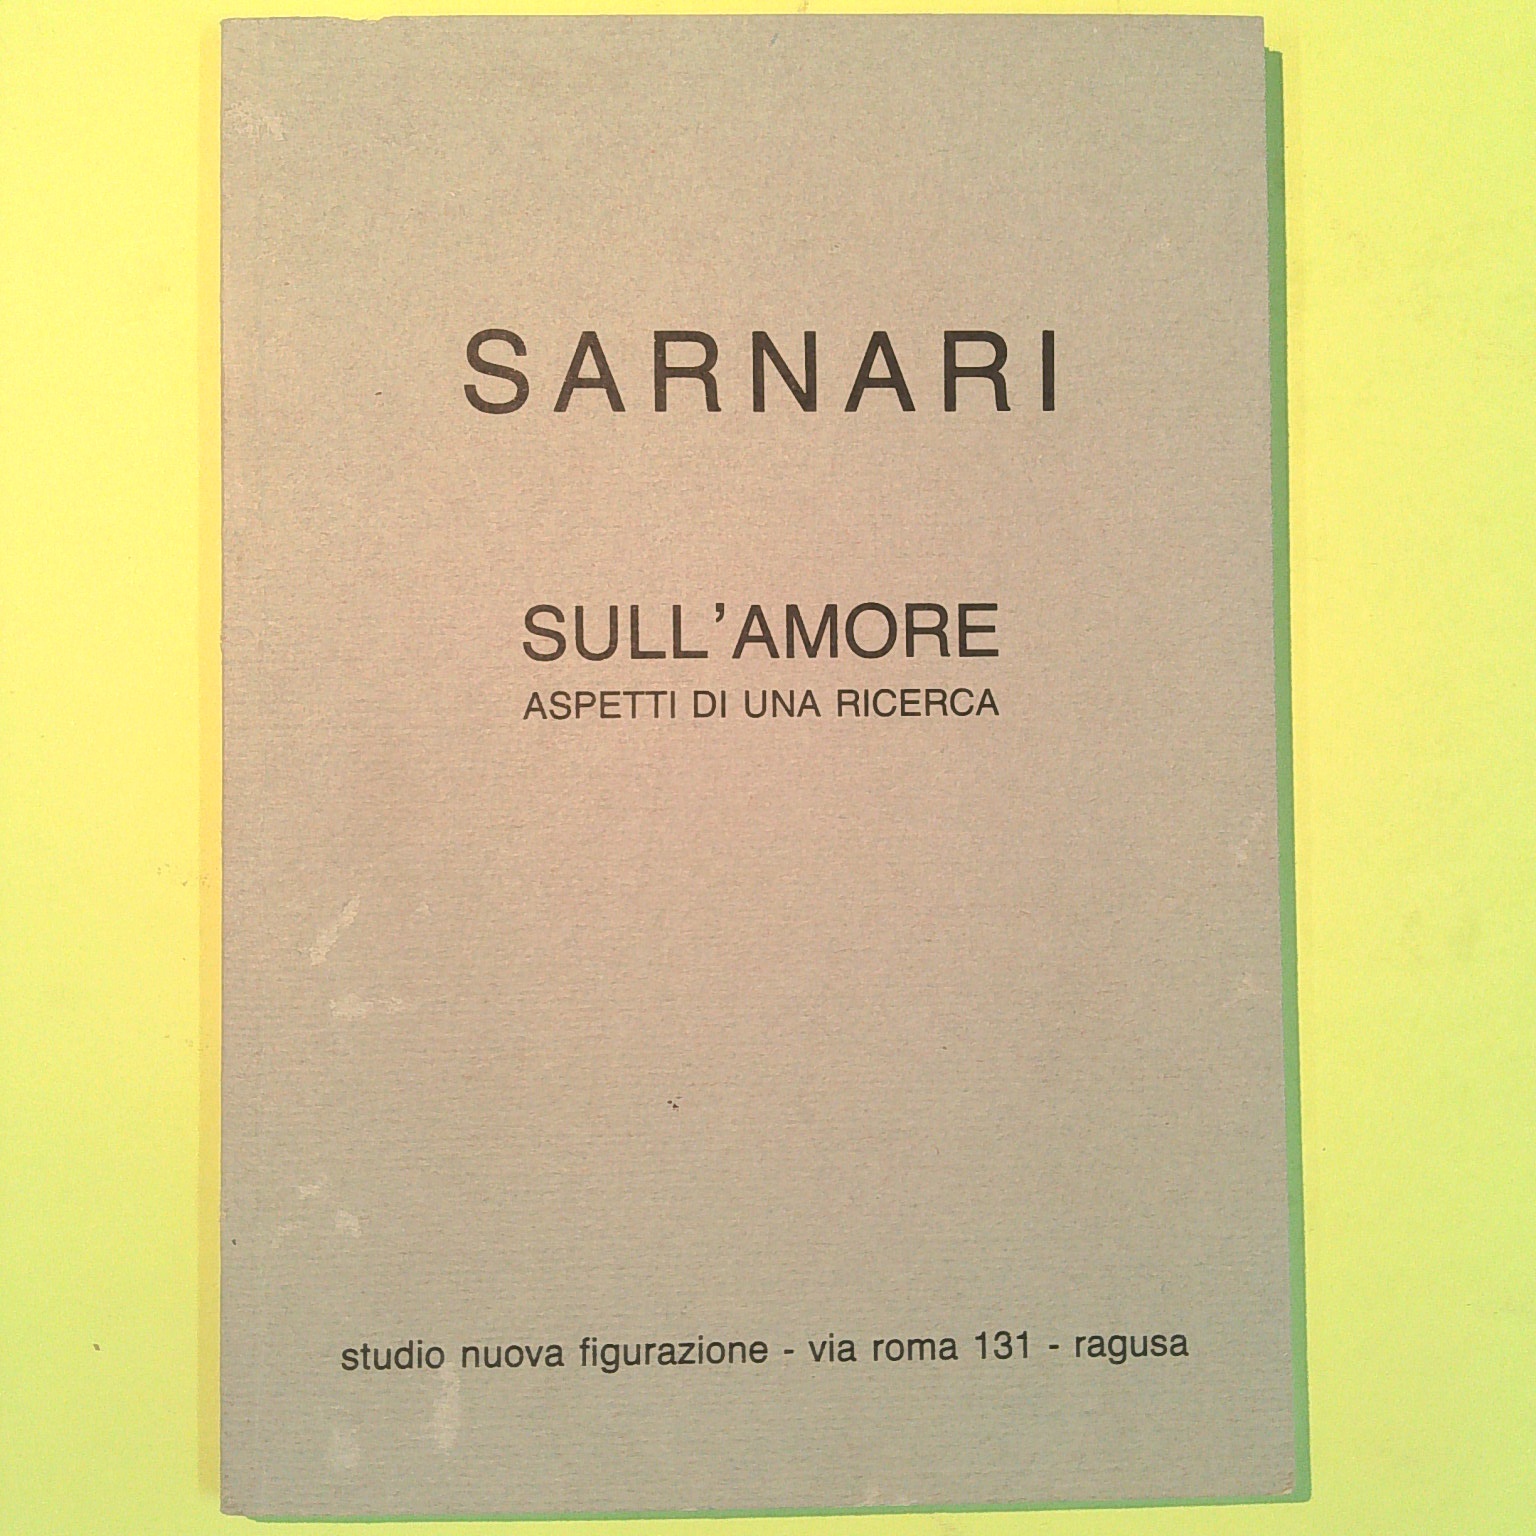 SARNARI
SULL'AMORE
ASPETTI DI UNA RICERCA
studio nuova figurazione - via roma 131 - ragusa